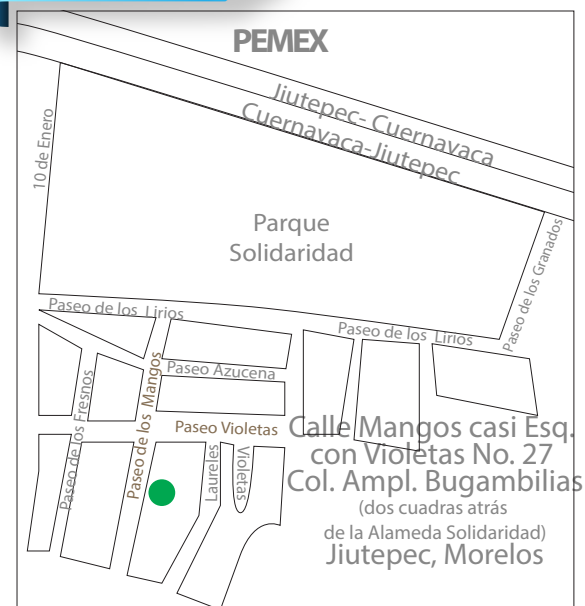 PEMEX
Jiutepec- Cuernavaca
Cuernavaca-Jiutepec
10 de Enero
Parque
Solidaridad
Paseo de los Granados
Paseo de los Lirios
Paseo de los Lirios
Paseo Azucena
Paseo de los Fresnos
Paseo de los Mangos
Paseo Violetas
Laureles
Violetas
Calle Mangos casi Esq.
con Violetas No. 27
Col. Ampl. Bugambilias
(dos cuadras atrás
de la Alameda Solidaridad)
Jiutepec, Morelos